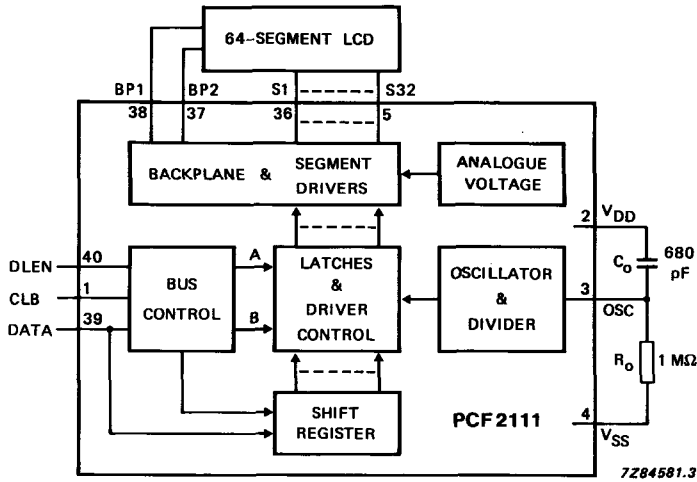 64-SEGMENT LCD
BP1 BP2 S1 S32
38 37 36 5
BACKPLANE & SEGMENT DRIVERS
ANALOGUE VOLTAGE
2 VDD
Co 680 pF
40
DLEN
1
CLB
39
DATA
BUS CONTROL
A
B
LATCHES & DRIVER CONTROL
OSCILLATOR & DIVIDER
3
OSC
Ro 1 MΩ
4
VSS
SHIFT REGISTER
PCF2111
7Z84581.3